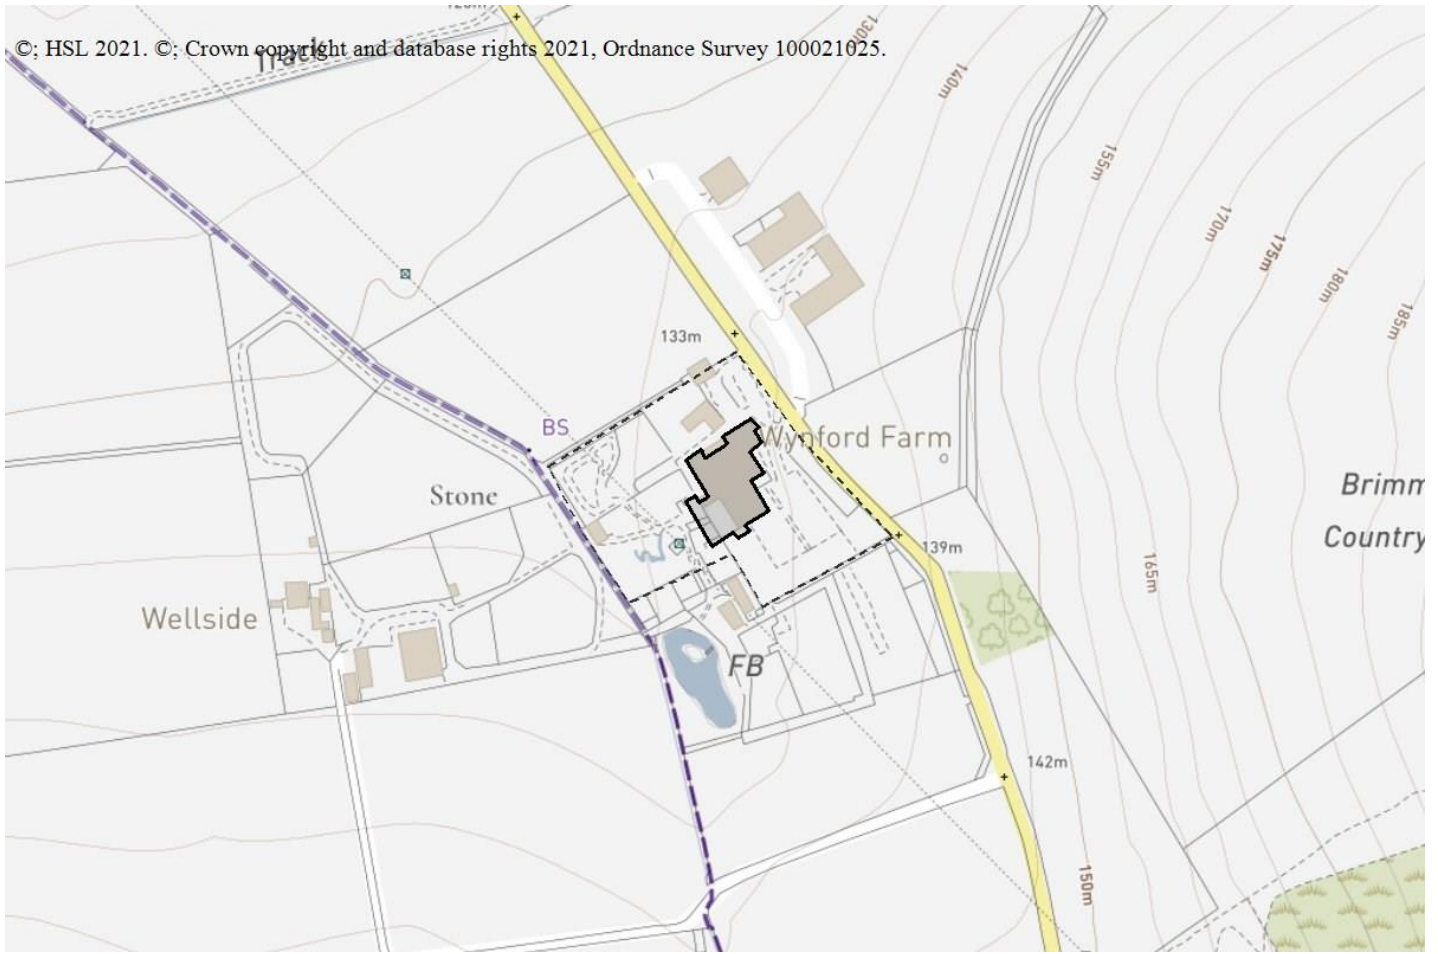 ©; HSL 2021. ©; Crown copyright and database rights 2021, Ordnance Survey 100021025.
Track
130m
140m
155m
170m
175m
180m
185m
133m
BS
Wynford Farm
Stone
Brimm
Country
139m
165m
Wellside
FB
142m
150m